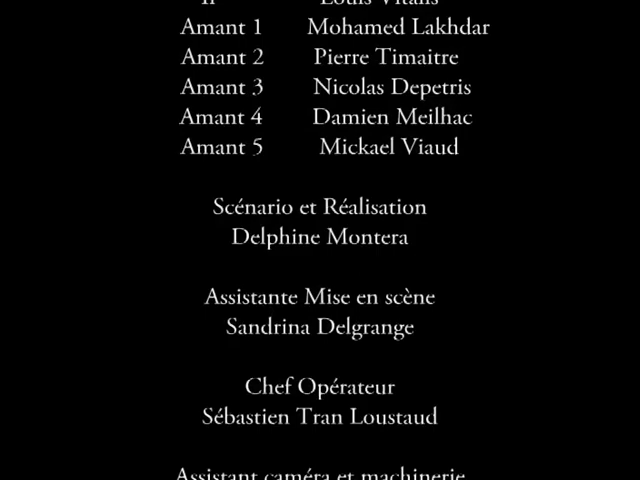 Louis Vitalis
Amant 1 Mohamed Lakhdar
Amant 2 Pierre Timaitre
Amant 3 Nicolas Depetris
Amant 4 Damien Meilhac
Amant 5 Mickael Viaud
Scénario et Réalisation
Delphine Montera
Assistante Mise en scène
Sandrina Delgrange
Chef Opérateur
Sébastien Tran Loustaud
Assistant caméra et machinerie